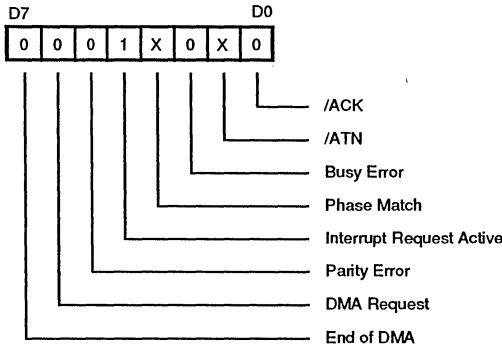 D7 D0
0 0 0 1 X 0 X 0
/ACK
/ATN
Busy Error
Phase Match
Interrupt Request Active
Parity Error
DMA Request
End of DMA